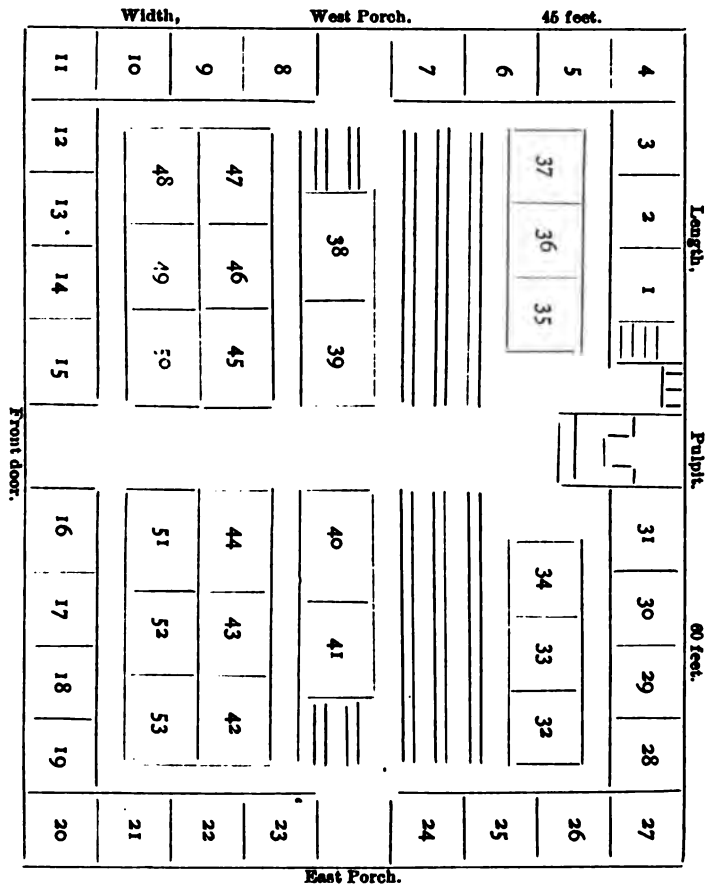 Width, West Porch. 45 feet.
11 10 9 8 7 6 5 4
12 48 47 37 3
13 38 36 2
14 49 46 35 1
15 50 45 39
Length,
Pulpit.
60 feet.
Front door.
16 51 44 40 34 31
17 52 43 41 33 30
18 53 42 32 29
19 28
20 21 22 23 24 25 26 27
East Porch.